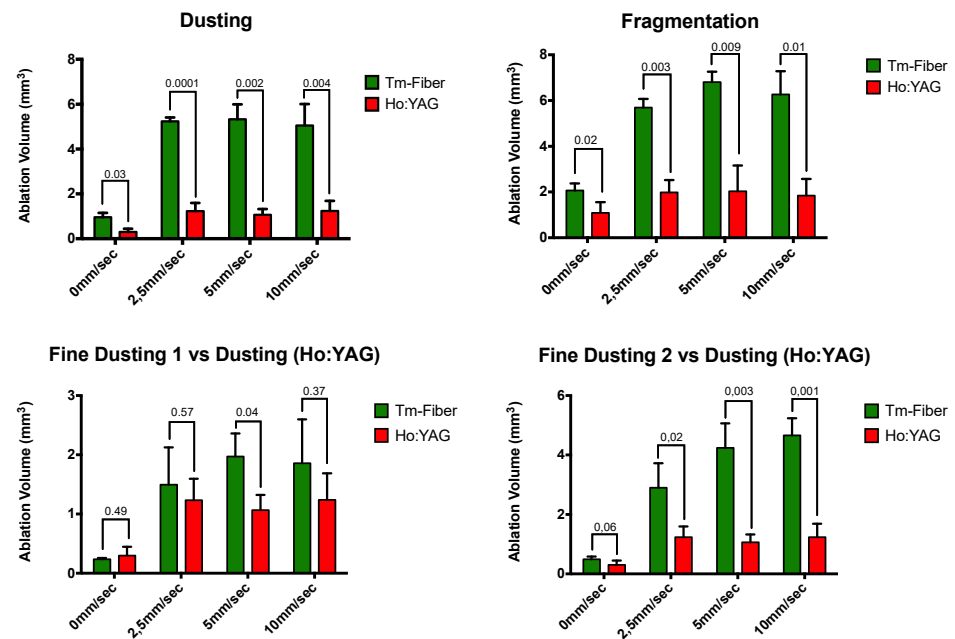 Dusting
Ablation Volume (mm³)
8
6
4
2
0
0.03
0.0001
0.002
0.004
Tm-Fiber
Ho:YAG
0mm/sec
2,5mm/sec
5mm/sec
10mm/sec
Fragmentation
Ablation Volume (mm³)
8
6
4
2
0
0.02
0.003
0.009
0.01
Tm-Fiber
Ho:YAG
0mm/sec
2,5mm/sec
5mm/sec
10mm/sec
Fine Dusting 1 vs Dusting (Ho:YAG)
Ablation Volume (mm³)
3
2
1
0
0.49
0.57
0.04
0.37
Tm-Fiber
Ho:YAG
0mm/sec
2,5mm/sec
5mm/sec
10mm/sec
Fine Dusting 2 vs Dusting (Ho:YAG)
Ablation Volume (mm³)
6
4
2
0
0,06
0,02
0,003
0,001
Tm-Fiber
Ho:YAG
0mm/sec
2,5mm/sec
5mm/sec
10mm/sec